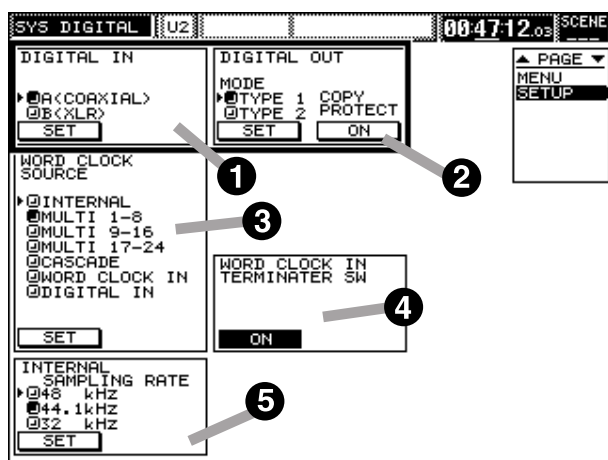 SYS DIGITAL U2 00:47:12.03 SCENE
DIGITAL IN
A(COAXIAL)
B(XLR)
SET
1
DIGITAL OUT
MODE
TYPE 1
TYPE 2
COPY
PROTECT
SET ON
2
▲ PAGE ▼
MENU
SETUP
WORD CLOCK
SOURCE
INTERNAL
MULTI 1-8
MULTI 9-16
MULTI 17-24
CASCADE
WORD CLOCK IN
DIGITAL IN
SET
3
WORD CLOCK IN
TERMINATER SW
ON
4
INTERNAL
SAMPLING RATE
48 kHz
44.1kHz
32 kHz
SET
5